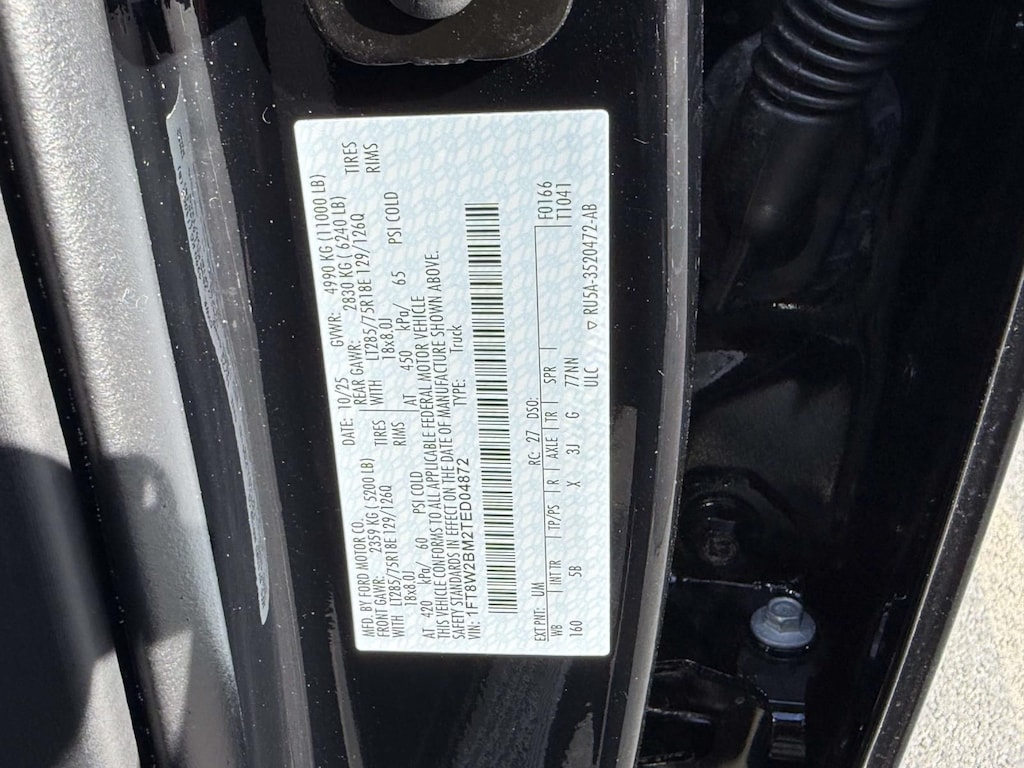 MFD. BY FORD MOTOR CO. DATE: 10/25 GVWR: 4990 KG (11000 LB)
FRONT GAWR: 2359 KG ( 5200 LB) REAR GAWR: 2830 KG ( 6240 LB)
WITH LT285/75R18E 129/126Q TIRES WITH LT285/75R18E 129/126Q TIRES
18x8.0J RIMS 18x8.0J RIMS
AT 420 kPa/ 60 PSI COLD AT 450 kPa/ 65 PSI COLD
THIS VEHICLE CONFORMS TO ALL APPLICABLE FEDERAL MOTOR VEHICLE
SAFETY STANDARDS IN EFFECT ON THE DATE OF MANUFACTURE SHOWN ABOVE.
VIN: 1FT8W2BM2TED04872 TYPE: Truck
EXT PNT: UM RC: 27 DSO: F0166
WB INT TR TP/PS R AXLE TR SPR T1041
160 5B X 3J G 77NN
ULC RU5A-3520472-AB